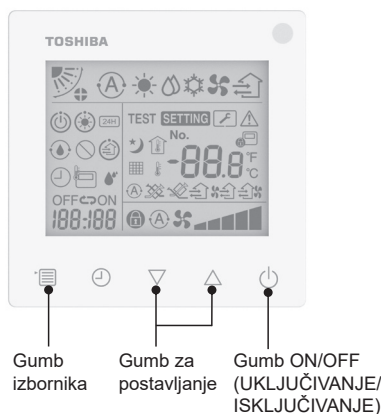 TOSHIBA
A
24H
TEST SETTING
No.
-88.8 °F °C
A
OFF ON
188:188
A
Gumb izbornika
Gumb za postavljanje
Gumb ON/OFF (UKLJUČIVANJE/ ISKLJUČIVANJE)